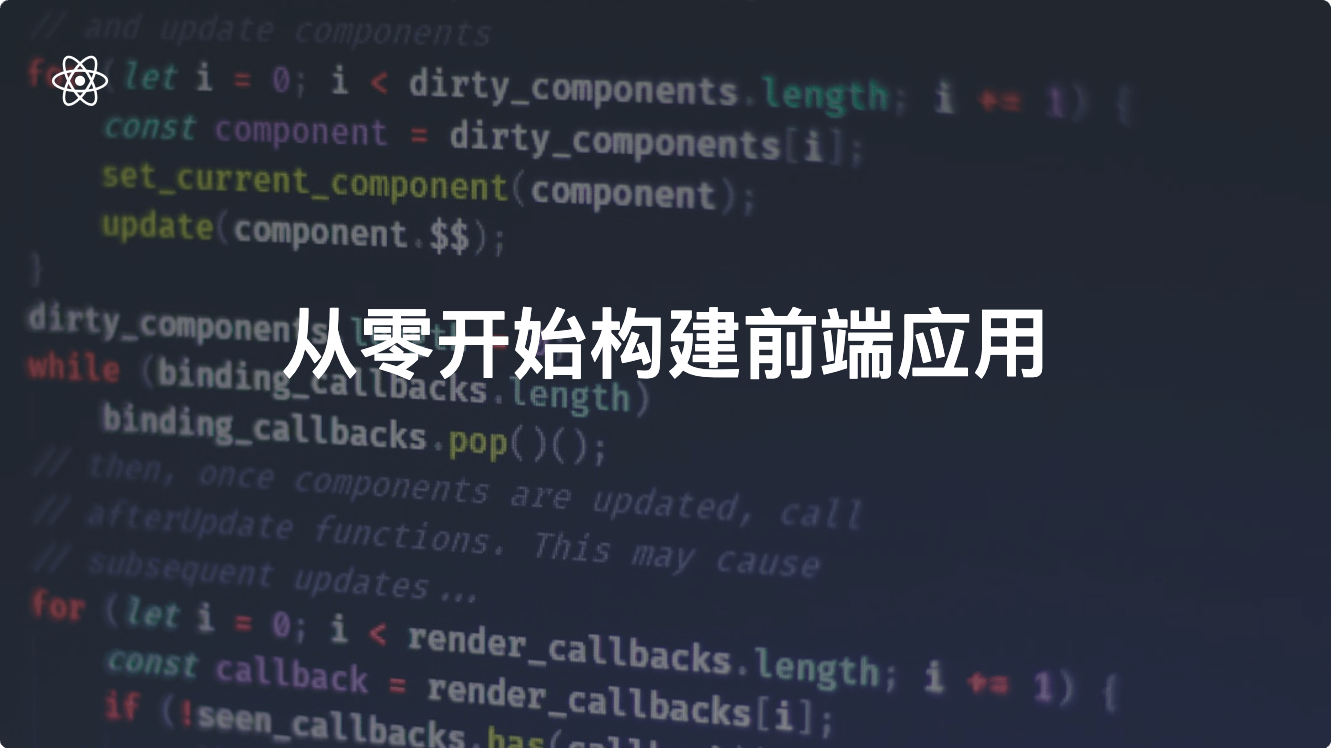 // and update components
for (let i = 0; i < dirty_components.length; i += 1) {
const component = dirty_components[i];
set_current_component(component);
update(component.$$);
}
dirty_components.length
从零开始构建前端应用
while (binding_callbacks.length)
binding_callbacks.pop()();
// then, once components are updated, call
// afterUpdate functions. This may cause
// subsequent updates...
for (let i = 0; i < render_callbacks.length; i += 1) {
const callback = render_callbacks[i];
if (!seen_callbacks.has(